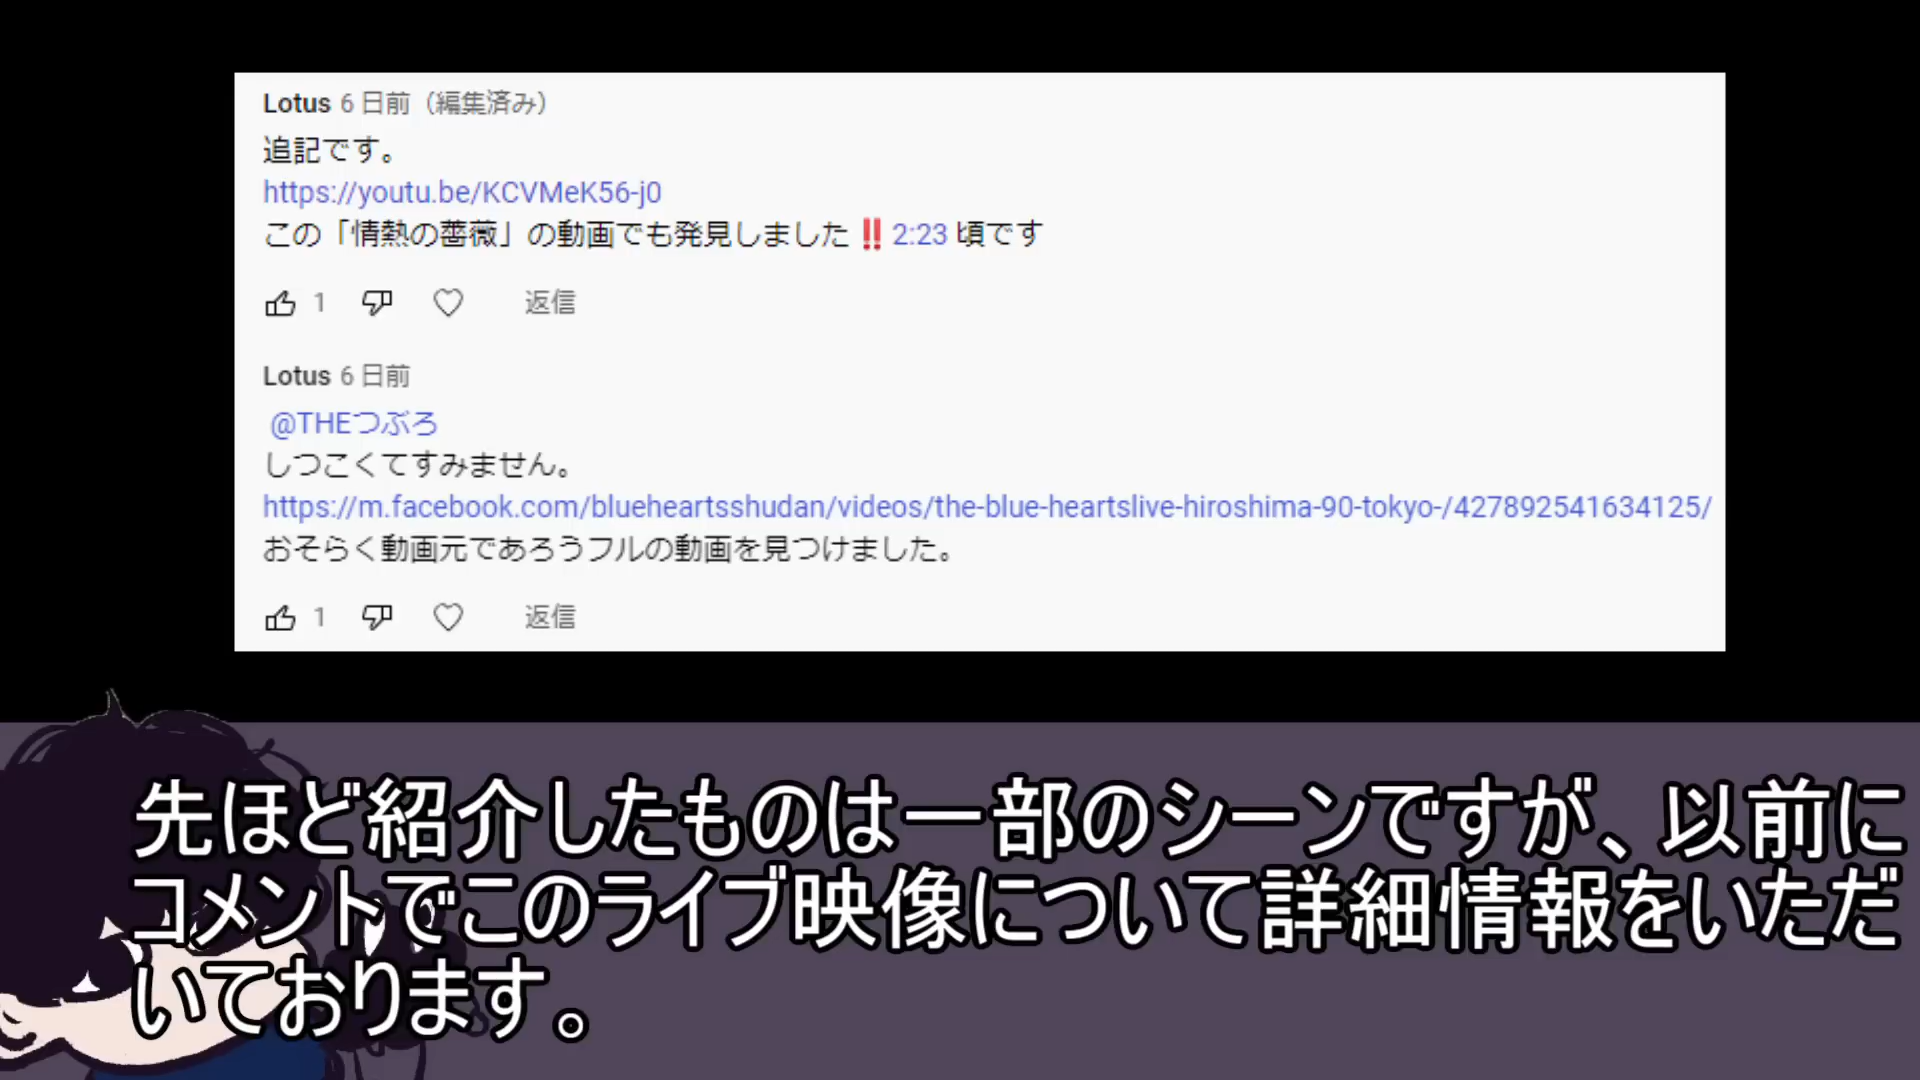 Lotus 6 日前（編集済み）
追記です。
https://youtu.be/KCVMeK56-j0
この「情熱の薔薇」の動画でも発見しました‼️2:23 頃です
1 返信
Lotus 6 日前
@THEつぶろ
しつこくてすみません。
https://m.facebook.com/blueheartsshudan/videos/the-blue-heartslive-hiroshima-90-tokyo-/427892541634125/
おそらく動画元であろうフルの動画を見つけました。
1 返信
先ほど紹介したものは一部のシーンですが、以前に
コメントでこのライブ映像について詳細情報をいただ
いております。